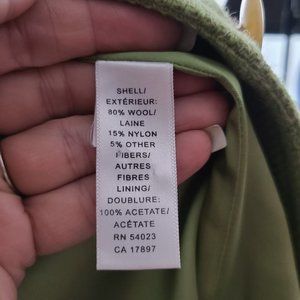 SHELL/
EXTÉRIEUR:
80% WOOL/
LAINE
15% NYLON
5% OTHER
FIBERS/
AUTRES
FIBRES
LINING/
DOUBLURE:
100% ACETATE/
ACÉTATE
RN 54023
CA 17897